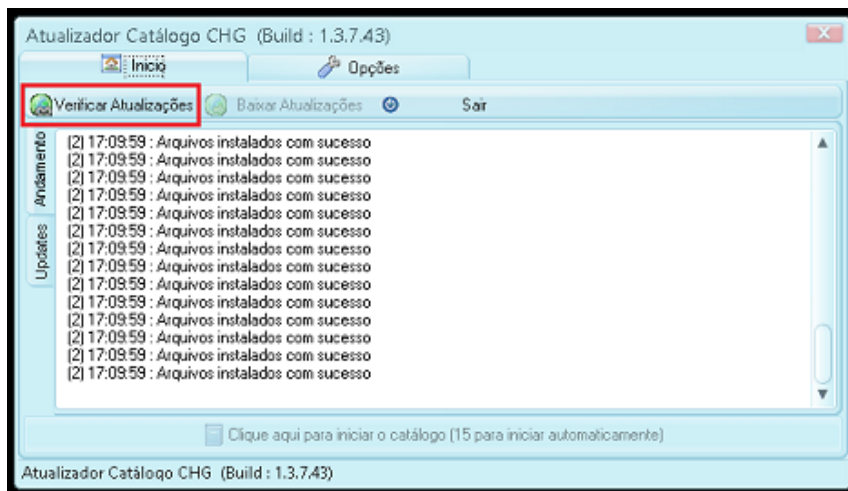 Atualizador Catálogo CHG (Build : 1.3.7.43)
Início
Opções
Verificar Atualizações
Baixar Atualizações
Sair
Andamento
Updates
[2] 17:09:59 : Arquivos instalados com sucesso
[2] 17:09:59 : Arquivos instalados com sucesso
[2] 17:09:59 : Arquivos instalados com sucesso
[2] 17:09:59 : Arquivos instalados com sucesso
[2] 17:09:59 : Arquivos instalados com sucesso
[2] 17:09:59 : Arquivos instalados com sucesso
[2] 17:09:59 : Arquivos instalados com sucesso
[2] 17:09:59 : Arquivos instalados com sucesso
[2] 17:09:59 : Arquivos instalados com sucesso
[2] 17:09:59 : Arquivos instalados com sucesso
[2] 17:09:59 : Arquivos instalados com sucesso
[2] 17:09:59 : Arquivos instalados com sucesso
[2] 17:09:59 : Arquivos instalados com sucesso
[2] 17:09:59 : Arquivos instalados com sucesso
Clique aqui para iniciar o catálogo (15 para iniciar automaticamente)
Atualizador Catálogo CHG (Build : 1.3.7.43)